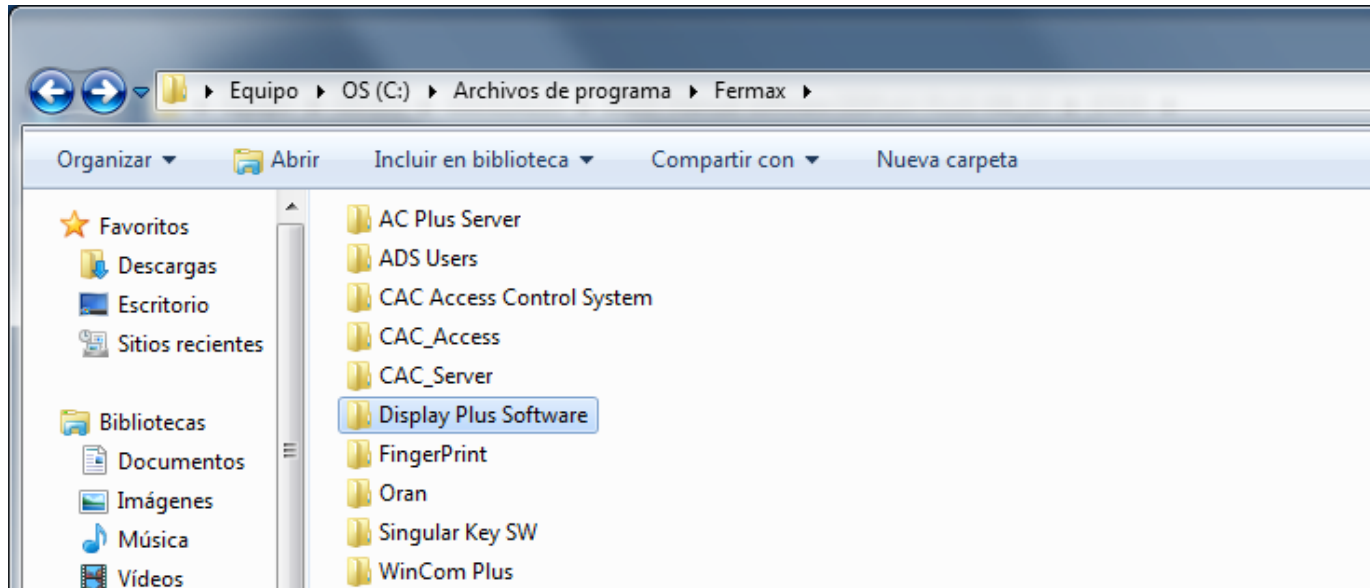 Equipo OS (C:) Archivos de programa Fermax
Organizar Abrir Incluir en biblioteca Compartir con Nueva carpeta
Favoritos
Descargas
Escritorio
Sitios recientes
Bibliotecas
Documentos
Imágenes
Música
Vídeos
AC Plus Server
ADS Users
CAC Access Control System
CAC_Access
CAC_Server
Display Plus Software
FingerPrint
Oran
Singular Key SW
WinCom Plus